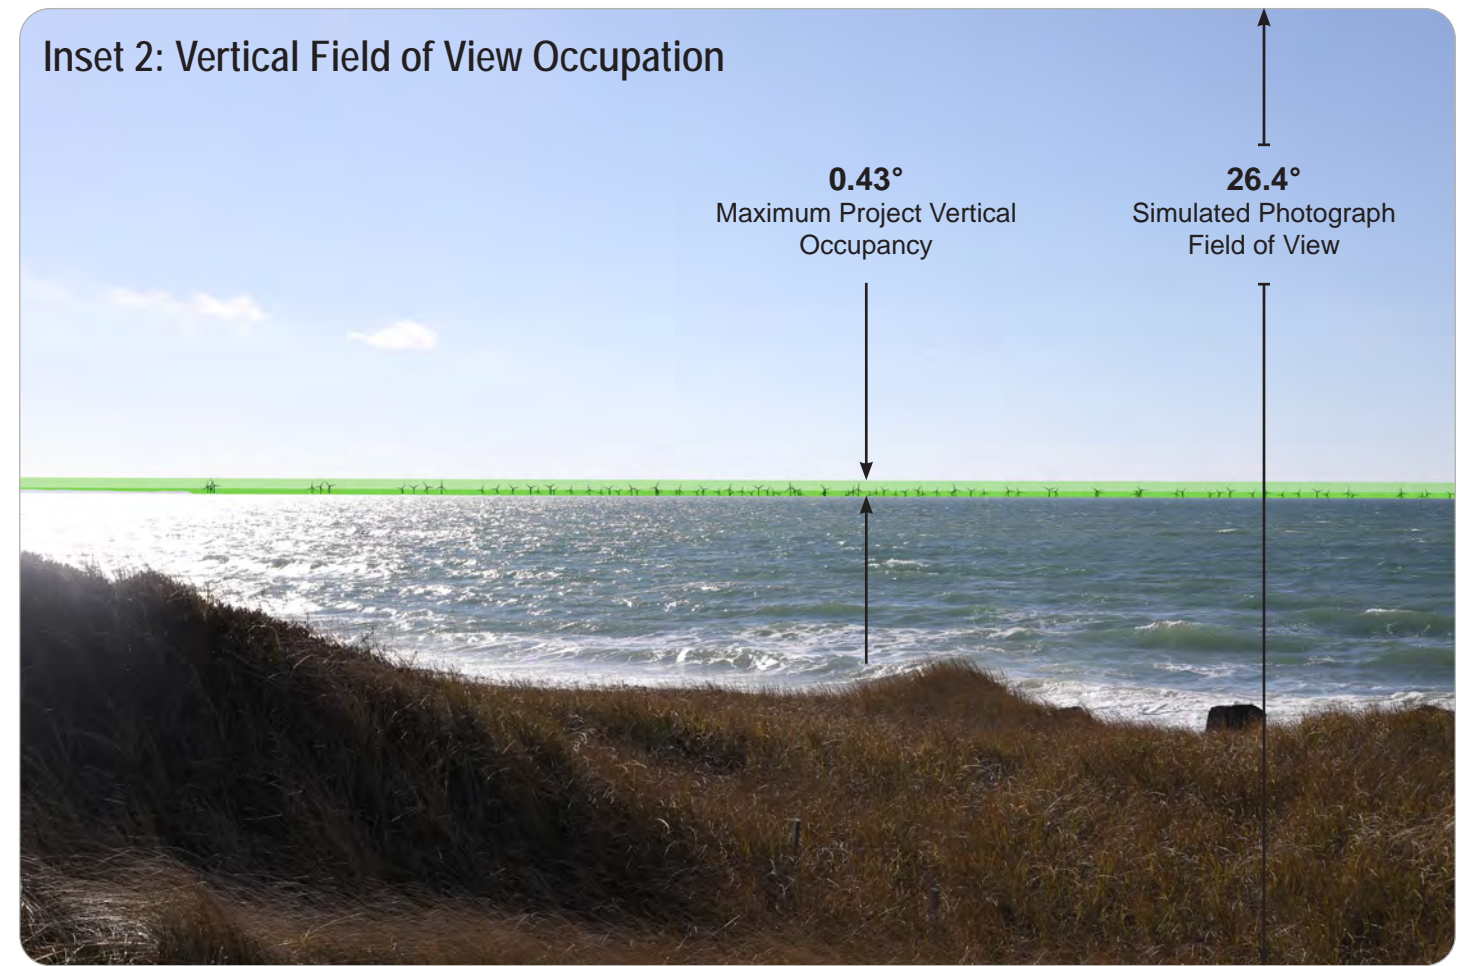 Inset 2: Vertical Field of View Occupation
0.43°
Maximum Project Vertical
Occupancy
26.4°
Simulated Photograph
Field of View